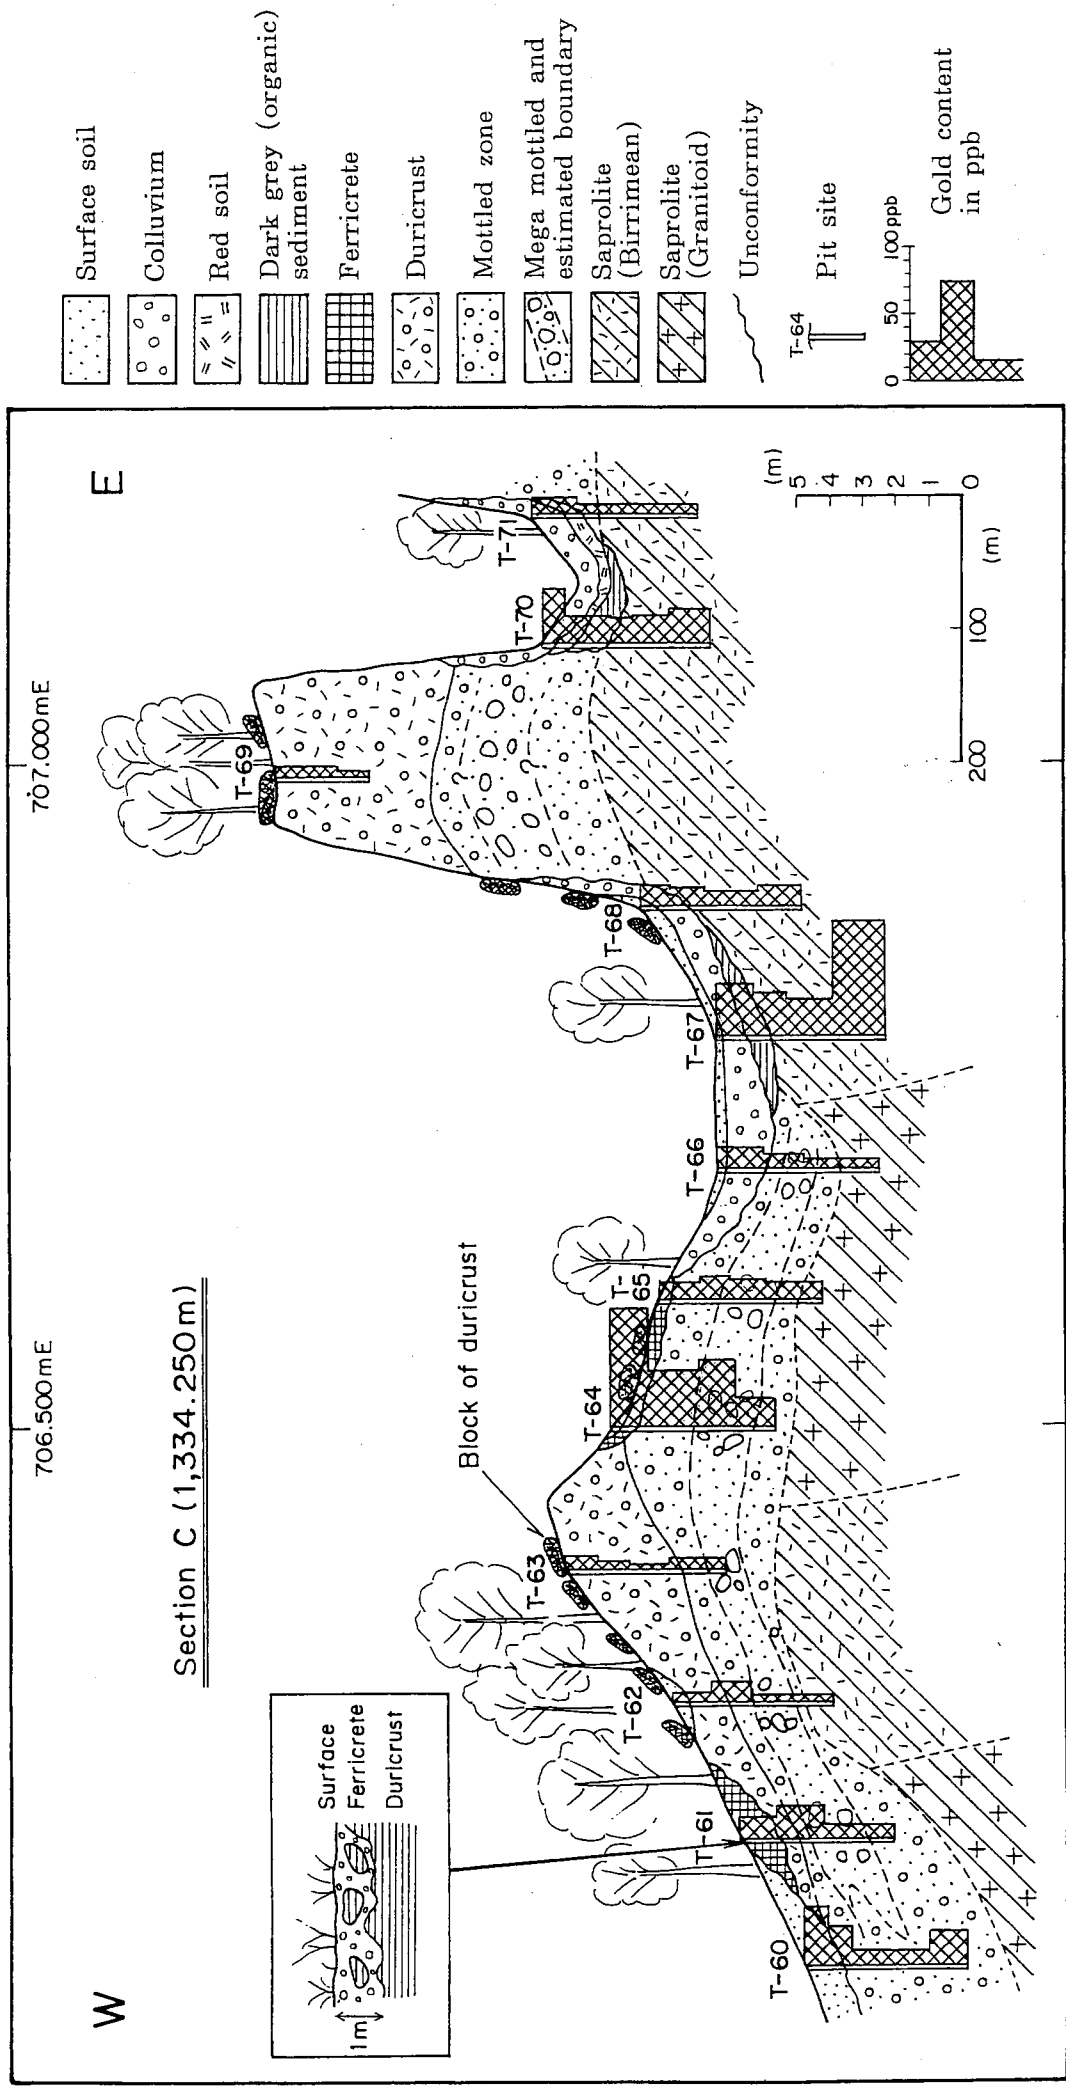 W
E
706.500mE
707.000mE
Section C (1,334.250m)
Surface
Ferricrete
Duricrust
1m
Block of duricrust
T-60
T-61
T-62
T-63
T-64
T-
65
T-66
T-67
T-68
T-69
T-70
T-71
(m)
5
4
3
2
1
0
200
100
(m)
Surface soil
Colluvium
Red soil
Dark grey (organic)
sediment
Ferricrete
Duricrust
Mottled zone
Mega mottled and
estimated boundary
Saprolite
(Birrimean)
Saprolite
(Granitoid)
Unconformity
T-64
Pit site
0 50 100ppb
Gold content
in ppb
? ?